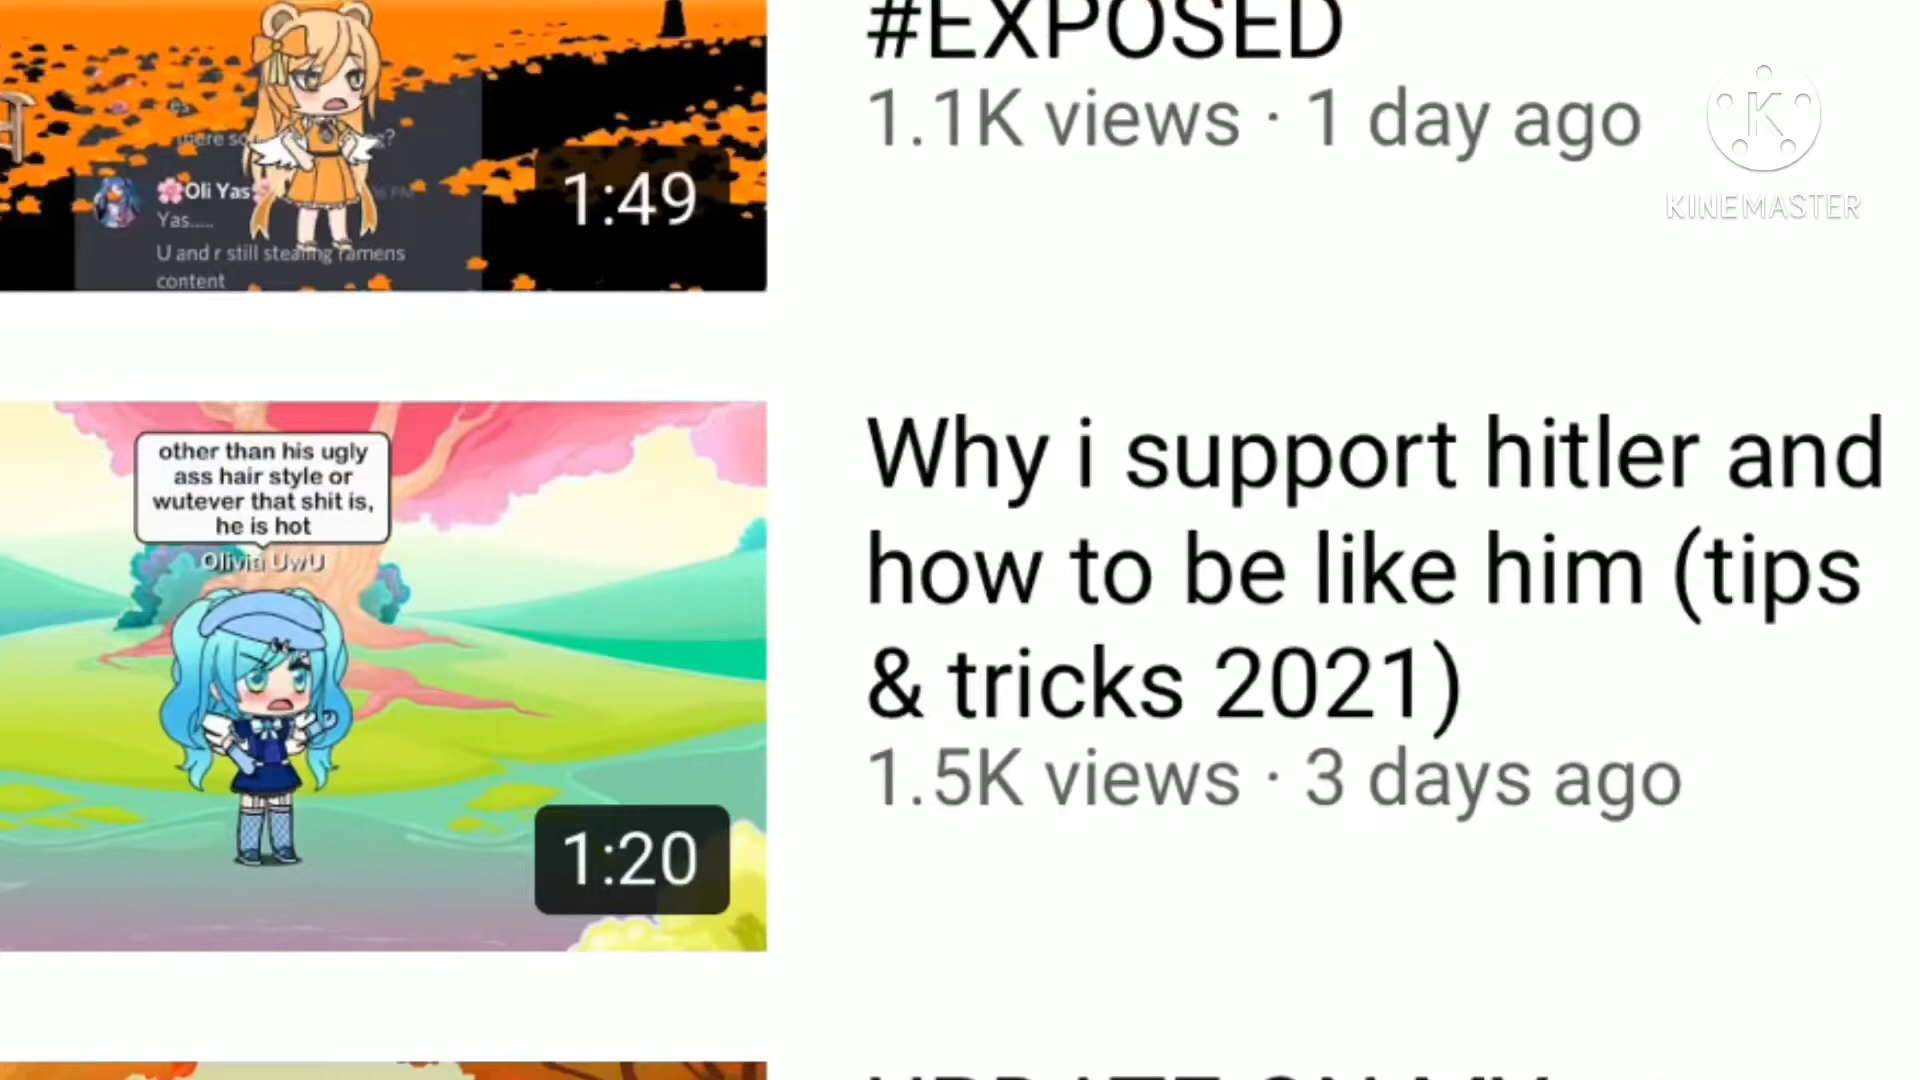 #EXPOSED
1.1K views · 1 day ago
KINEMASTER
🌸Oli Yas🌸
Yas.....
U and r still stealing ramens
content
1:49
other than his ugly
ass hair style or
wutever that shit is,
he is hot
Olivia UwU
1:20
Why i support hitler and
how to be like him (tips
& tricks 2021)
1.5K views · 3 days ago